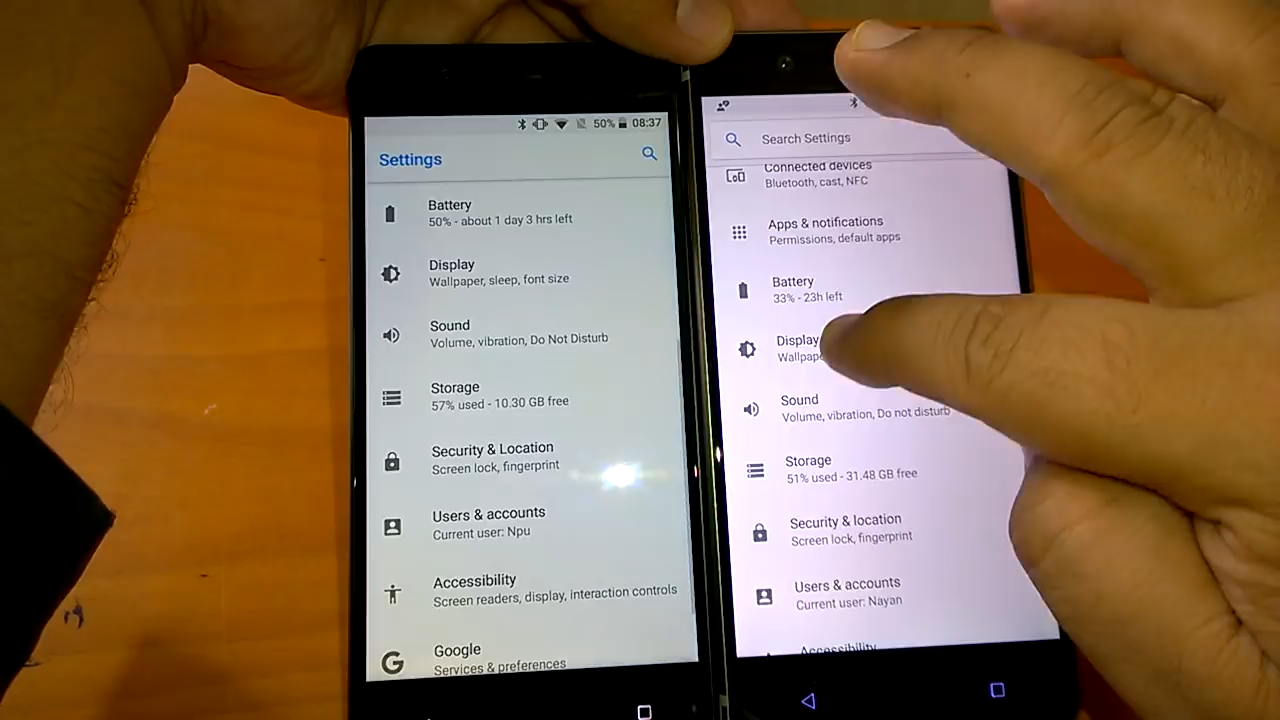 50% 08:37
Settings
Battery
50% - about 1 day 3 hrs left
Display
Wallpaper, sleep, font size
Sound
Volume, vibration, Do Not Disturb
Storage
57% used - 10.30 GB free
Security & Location
Screen lock, fingerprint
Users & accounts
Current user: Npu
Accessibility
Screen readers, display, interaction controls
Google
Services & preferences
Search Settings
Connected devices
Bluetooth, cast, NFC
Apps & notifications
Permissions, default apps
Battery
33% - 23h left
Display
Sound
Volume, vibration, Do not disturb
Storage
51% used - 31.48 GB free
Security & location
Screen lock, fingerprint
Users & accounts
Current user: Nayan
Accessibility